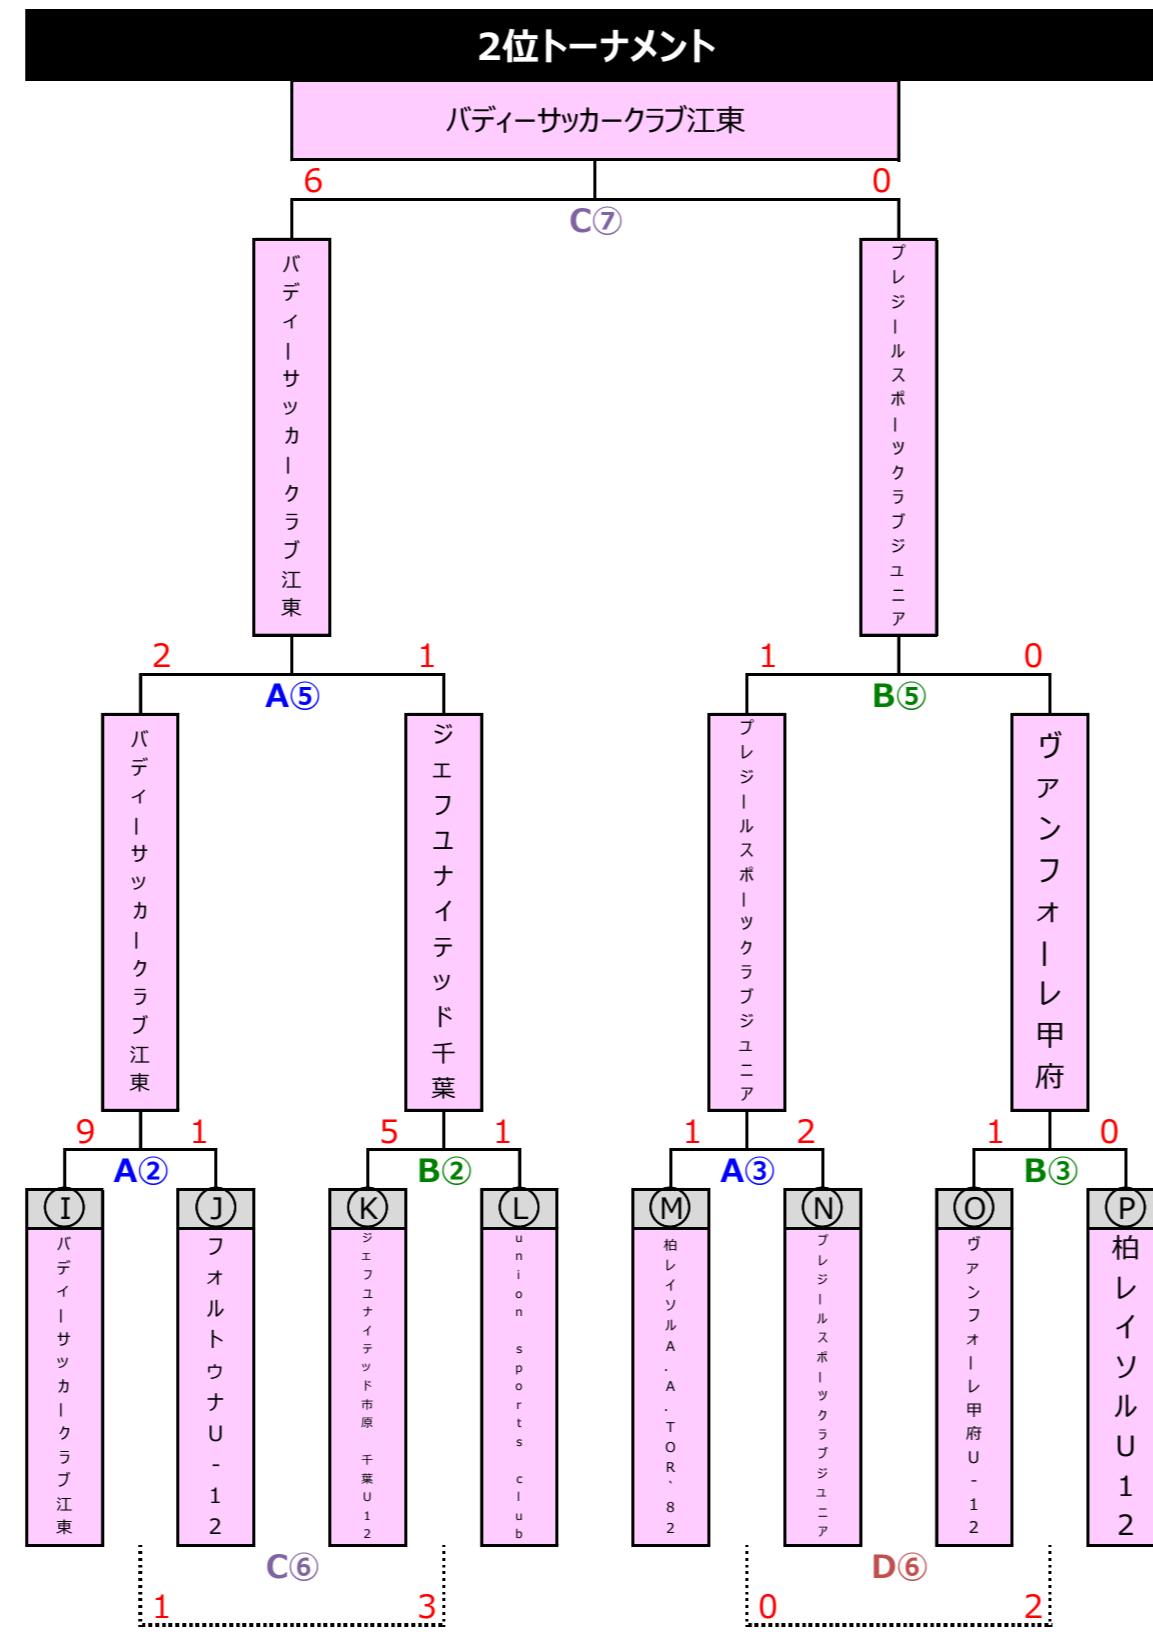 2位トーナメント
バディーサッカークラブ江東
6 0
C⑦
バディーサッカークラブ江東
プレジールスポーツクラブジュニア
2 1 1 0
A⑤ B⑤
バディーサッカークラブ江東
ジェフユナイテッド千葉
プレジールスポーツクラブジュニア
ヴァンフォーレ甲府
9 1 5 1 1 2 1 0
A② B② A③ B③
Ⓘ Ⓙ Ⓚ Ⓛ Ⓜ Ⓝ Ⓞ Ⓟ
バディーサッカークラブ江東
フォルトゥナU-12
ジェフユナイテッド市原 千葉U12
union sports club
柏レイソルA.A.TOR`82
プレジールスポーツクラブジュニア
ヴァンフォーレ甲府U-12
柏レイソルU12
C⑥ D⑥
1 3 0 2